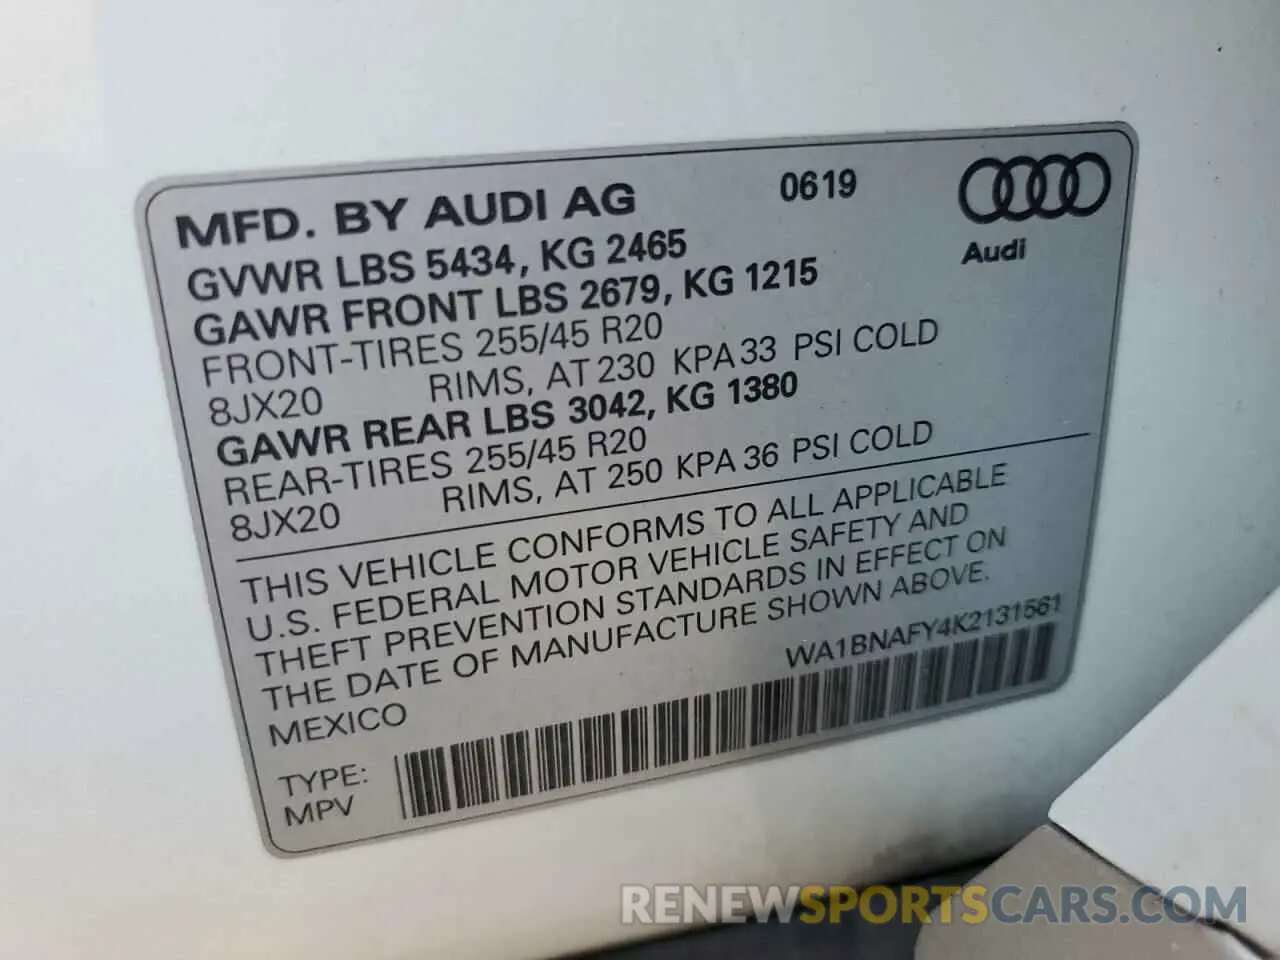 MFD. BY AUDI AG 0619
Audi
GVWR LBS 5434, KG 2465
GAWR FRONT LBS 2679, KG 1215
FRONT-TIRES 255/45 R20
8JX20 RIMS, AT 230 KPA 33 PSI COLD
GAWR REAR LBS 3042, KG 1380
REAR-TIRES 255/45 R20
8JX20 RIMS, AT 250 KPA 36 PSI COLD
THIS VEHICLE CONFORMS TO ALL APPLICABLE
U.S. FEDERAL MOTOR VEHICLE SAFETY AND
THEFT PREVENTION STANDARDS IN EFFECT ON
THE DATE OF MANUFACTURE SHOWN ABOVE.
MEXICO WA1BNAFY4K2131561
TYPE:
MPV
RENEWSPORTSCARS.COM